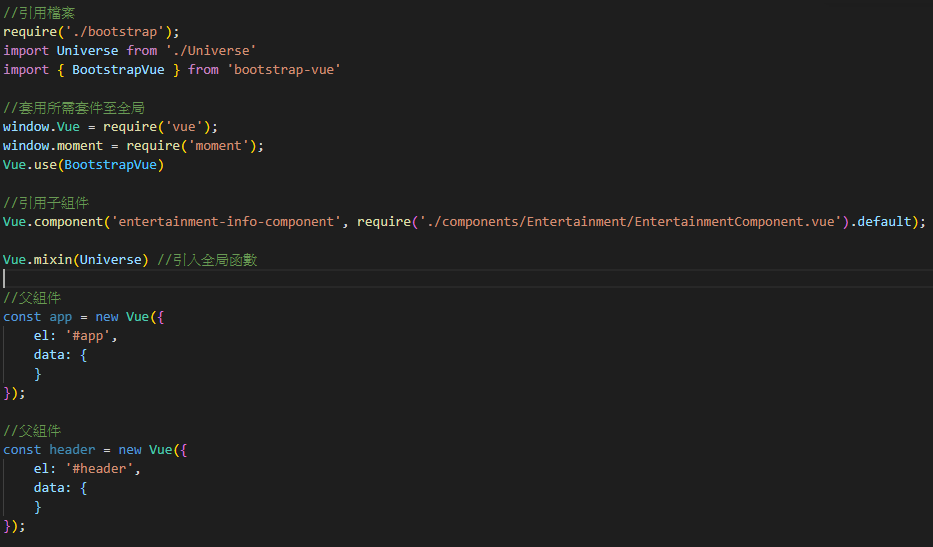 //引用檔案
require('./bootstrap');
import Universe from './Universe'
import { BootstrapVue } from 'bootstrap-vue'
//套用所需套件至全局
window.Vue = require('vue');
window.moment = require('moment');
Vue.use(BootstrapVue)
//引用子組件
Vue.component('entertainment-info-component', require('./components/Entertainment/EntertainmentComponent.vue').default);
Vue.mixin(Universe) //引入全局函數
//父組件
const app = new Vue({
    el: '#app',
    data: {
    }
});
//父組件
const header = new Vue({
    el: '#header',
    data: {
    }
});